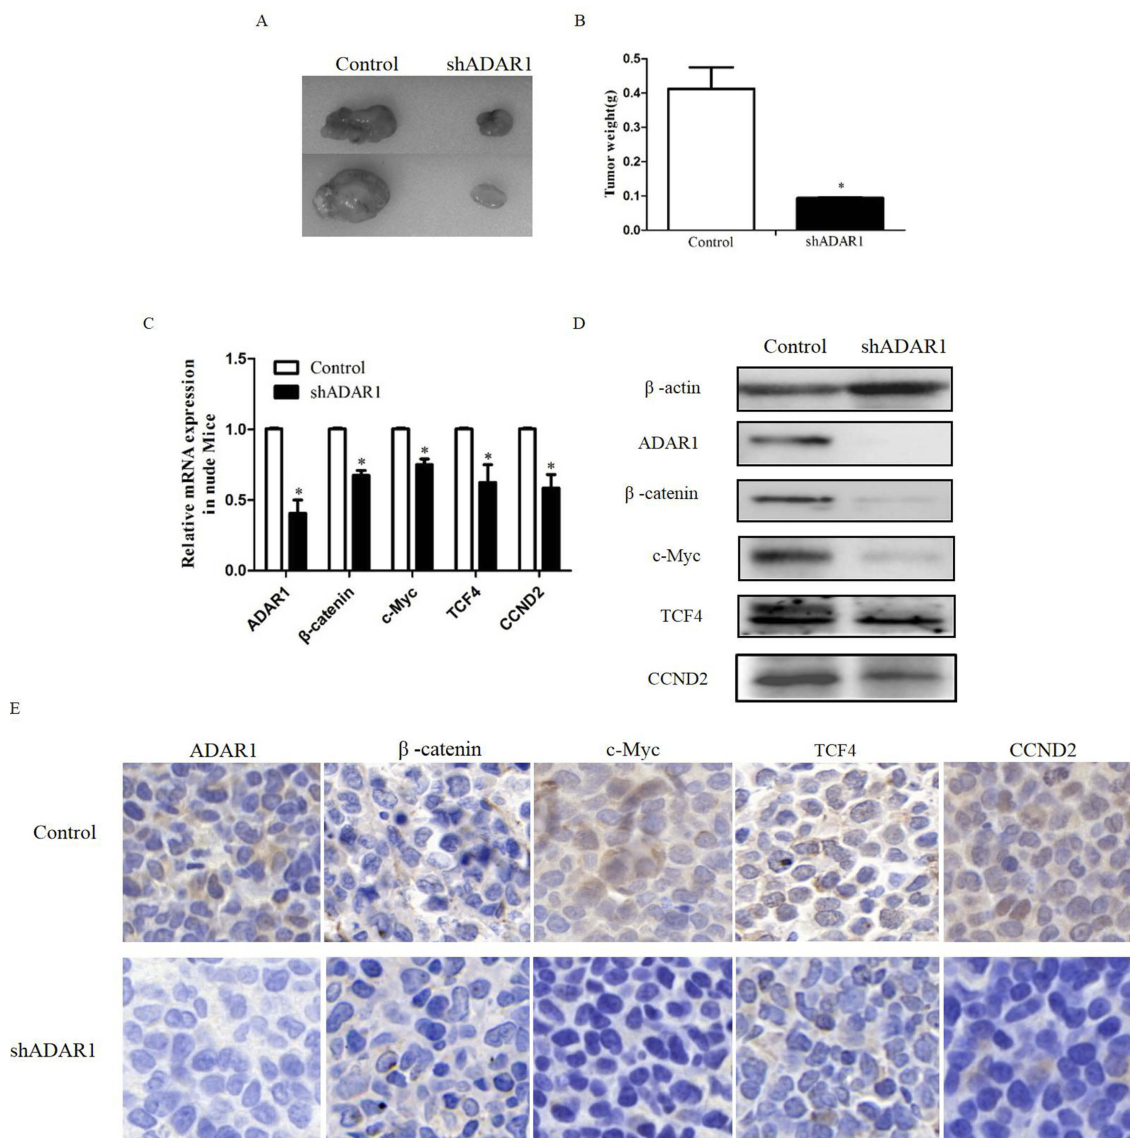 A
Control shADAR1
B
Tumor weight(g)
0.5
0.4
0.3
0.2
0.1
0.0
*
Control shADAR1
C
Relative mRNA expression
in nude Mice
1.5
1.0
0.5
0.0
Control
shADAR1
* * * * *
ADAR1 β-catenin c-Myc TCF4 CCND2
D
Control shADAR1
β-actin
ADAR1
β-catenin
c-Myc
TCF4
CCND2
E
ADAR1 β-catenin c-Myc TCF4 CCND2
Control
shADAR1